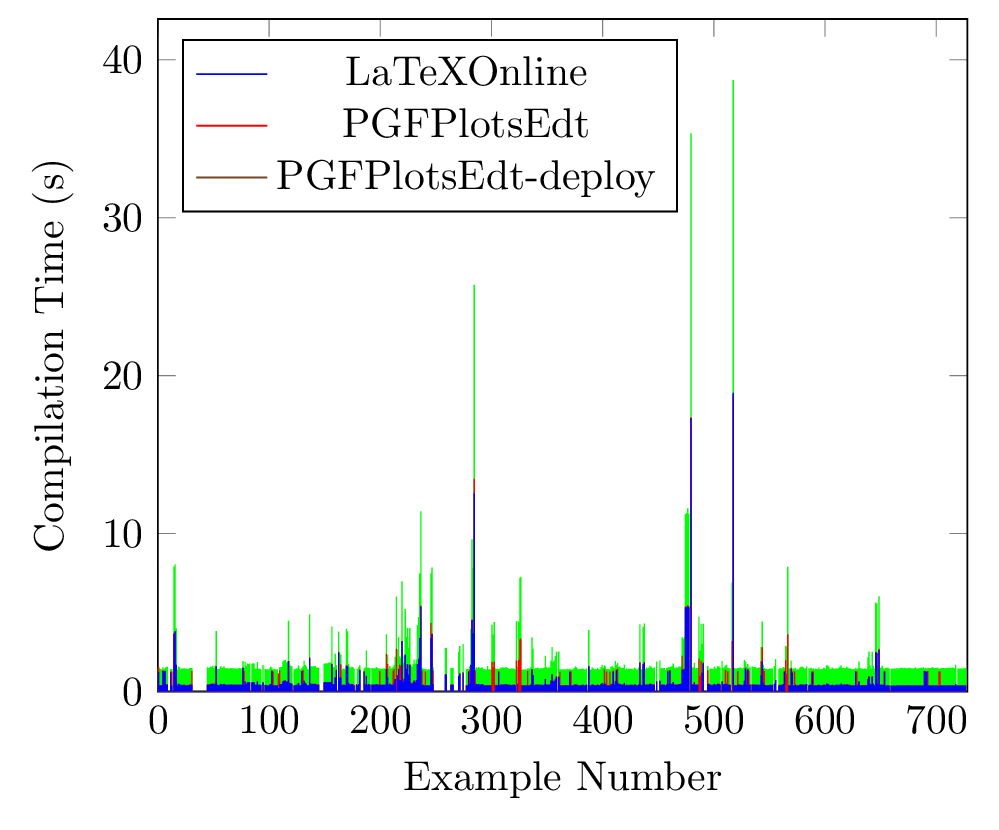 LaTeXOnline
PGFPlotsEdt
PGFPlotsEdt-deploy
40
30
20
10
0
Compilation Time (s)
0 100 200 300 400 500 600 700
Example Number